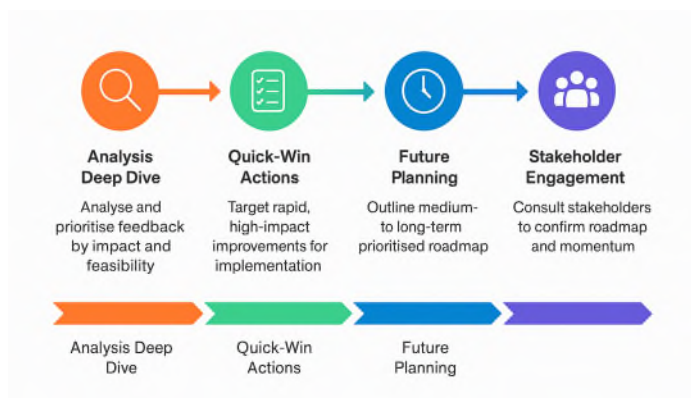 Analysis
Deep Dive
Analyse and
prioritise feedback
by impact and
feasibility
Quick-Win
Actions
Target rapid,
high-impact
improvements for
implementation
Future
Planning
Outline medium-
to long-term
prioritised roadmap
Stakeholder
Engagement
Consult stakeholders
to confirm roadmap
and momentum
Analysis Deep
Dive
Quick-Win
Actions
Future
Planning